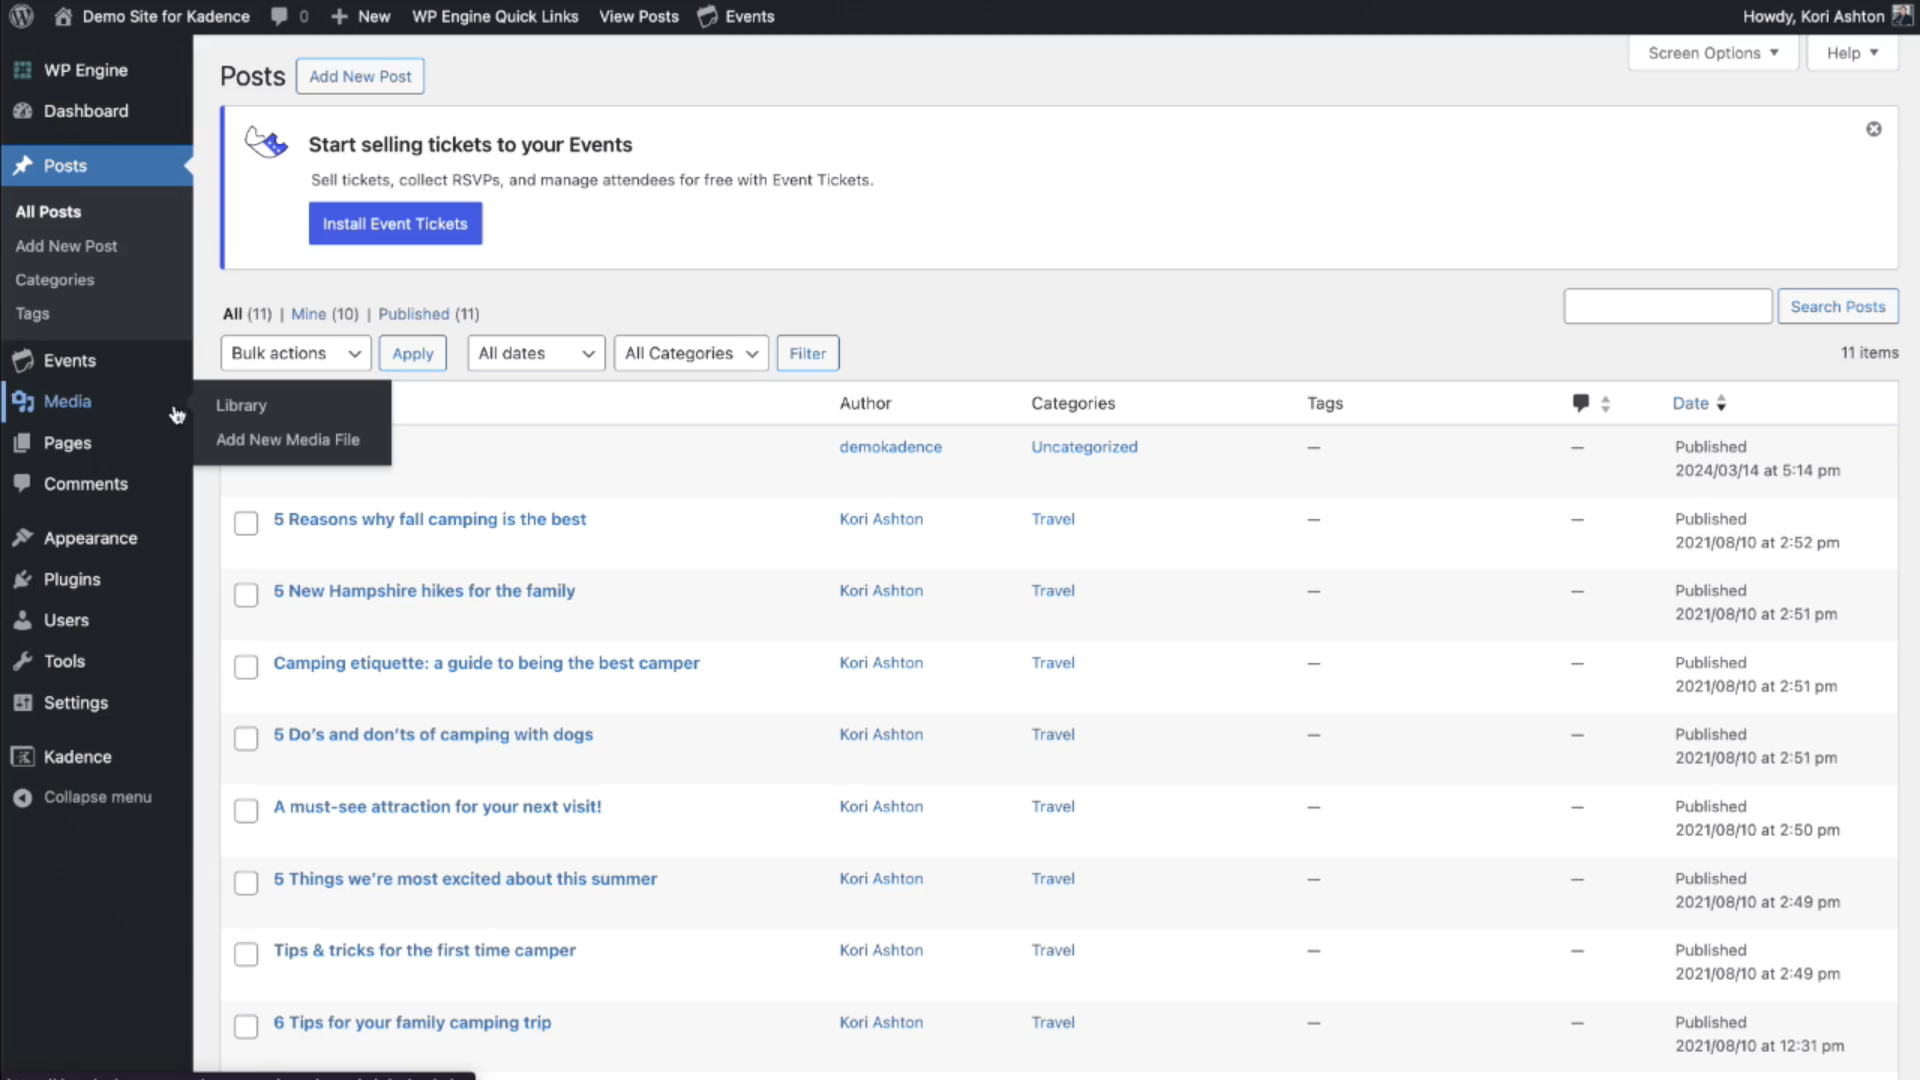 Demo Site for Kadence 0 New WP Engine Quick Links View Posts Events Howdy, Kori Ashton
Screen Options Help
WP Engine
Dashboard
Posts
All Posts
Add New Post
Categories
Tags
Events
Media
Library
Add New Media File
Pages
Comments
Appearance
Plugins
Users
Tools
Settings
Kadence
Collapse menu
Posts Add New Post
Start selling tickets to your Events
Sell tickets, collect RSVPs, and manage attendees for free with Event Tickets.
Install Event Tickets
All (11) | Mine (10) | Published (11)
Search Posts
Bulk actions Apply All dates All Categories Filter 11 items
Author Categories Tags Date
demokadence Uncategorized — — Published
2024/03/14 at 5:14 pm
5 Reasons why fall camping is the best Kori Ashton Travel — — Published
2021/08/10 at 2:52 pm
5 New Hampshire hikes for the family Kori Ashton Travel — — Published
2021/08/10 at 2:51 pm
Camping etiquette: a guide to being the best camper Kori Ashton Travel — — Published
2021/08/10 at 2:51 pm
5 Do's and don'ts of camping with dogs Kori Ashton Travel — — Published
2021/08/10 at 2:51 pm
A must-see attraction for your next visit! Kori Ashton Travel — — Published
2021/08/10 at 2:50 pm
5 Things we're most excited about this summer Kori Ashton Travel — — Published
2021/08/10 at 2:49 pm
Tips & tricks for the first time camper Kori Ashton Travel — — Published
2021/08/10 at 2:49 pm
6 Tips for your family camping trip Kori Ashton Travel — — Published
2021/08/10 at 12:31 pm